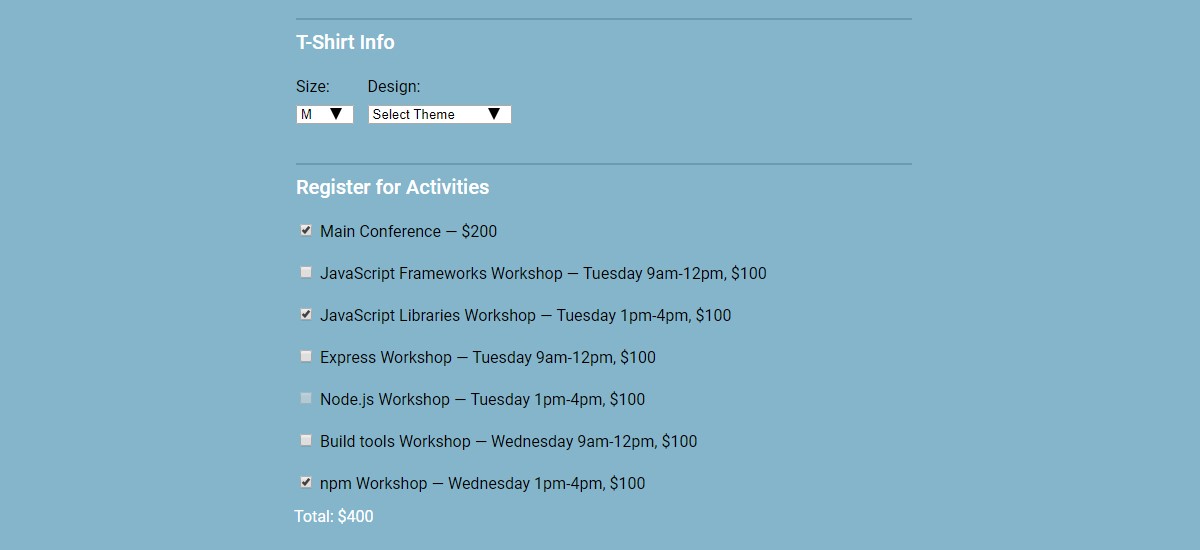 T-Shirt Info
Size: Design:
M Select Theme
Register for Activities
Main Conference — $200
JavaScript Frameworks Workshop — Tuesday 9am-12pm, $100
JavaScript Libraries Workshop — Tuesday 1pm-4pm, $100
Express Workshop — Tuesday 9am-12pm, $100
Node.js Workshop — Tuesday 1pm-4pm, $100
Build tools Workshop — Wednesday 9am-12pm, $100
npm Workshop — Wednesday 1pm-4pm, $100
Total: $400